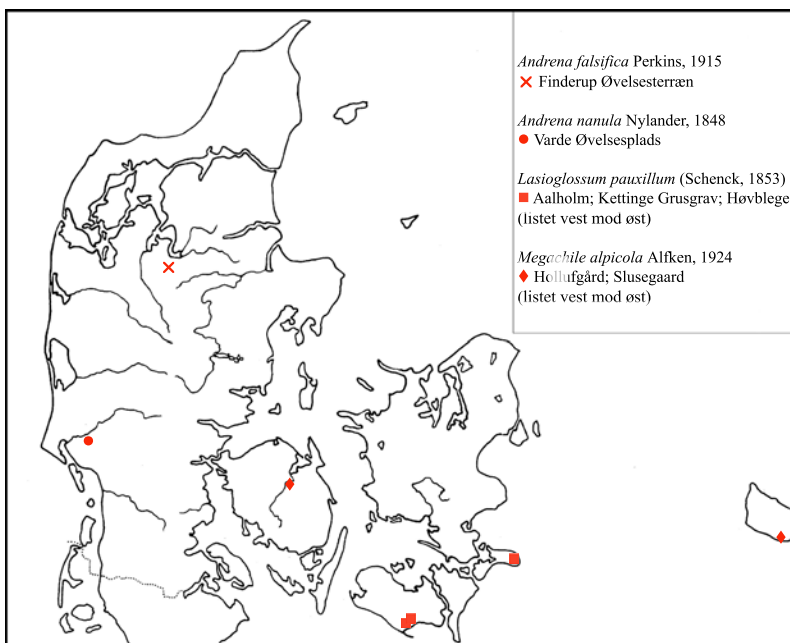 Andrena falsifica Perkins, 1915
Finderup Øvelsesterræn
Andrena nanula Nylander, 1848
Varde Øvelsesplads
Lasioglossum pauxillum (Schenck, 1853)
Aalholm; Kettinge Grusgrav; Høvblege
(listet vest mod øst)
Megachile alpicola Alfken, 1924
Hollufgård; Slusegaard
(listet vest mod øst)